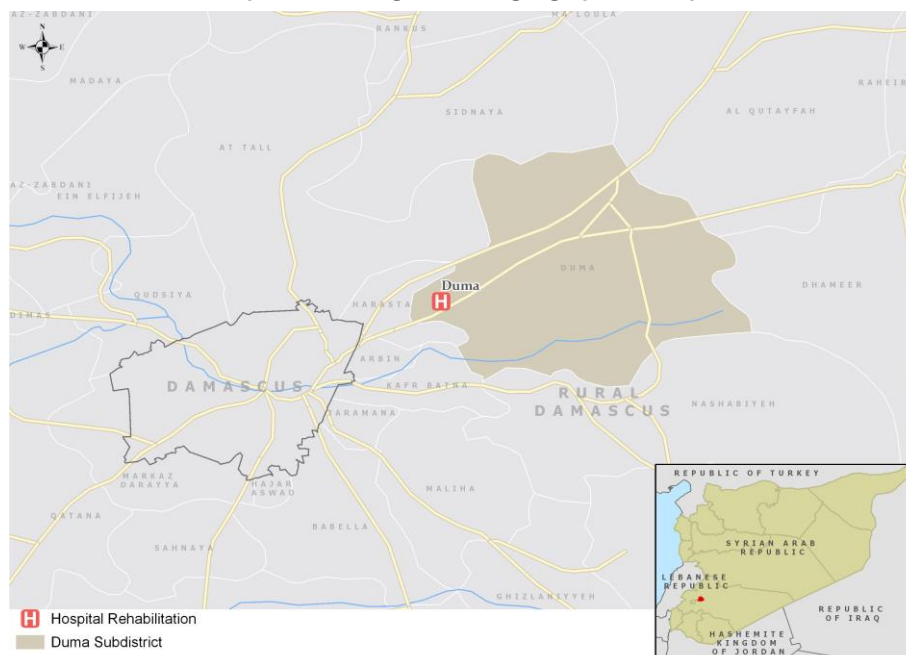 AZ-ZABDANI
MA'LOULA
RANKUS
N
W E
S
MADAYA
RAHEIR
SIDNAYA
AL QUTAYFAH
AT TALL
AZ-ZABDANI
EIN ELFIJEH
DUMA
Duma
H
DHAMEER
QUDSIYA
HARASTA
DIMAS
ARBIN
DAMASCUS
KAFR BATNA
RURAL
DAMASCUS
NASHABIYEH
JARAMANA
MARKAZ
DARAYYA
HAJAR
ASWAD
MALIHA
QATANA
BABELLA
SAHNAYA
GHIZLANIYYEH
REPUBLIC OF TURKEY
SYRIAN ARAB
REPUBLIC
LEBANESE
REPUBLIC
REPUBLIC
OF IRAQ
HASHEMITE
KINGDOM
OF JORDAN
H Hospital Rehabilitation
Duma Subdistrict